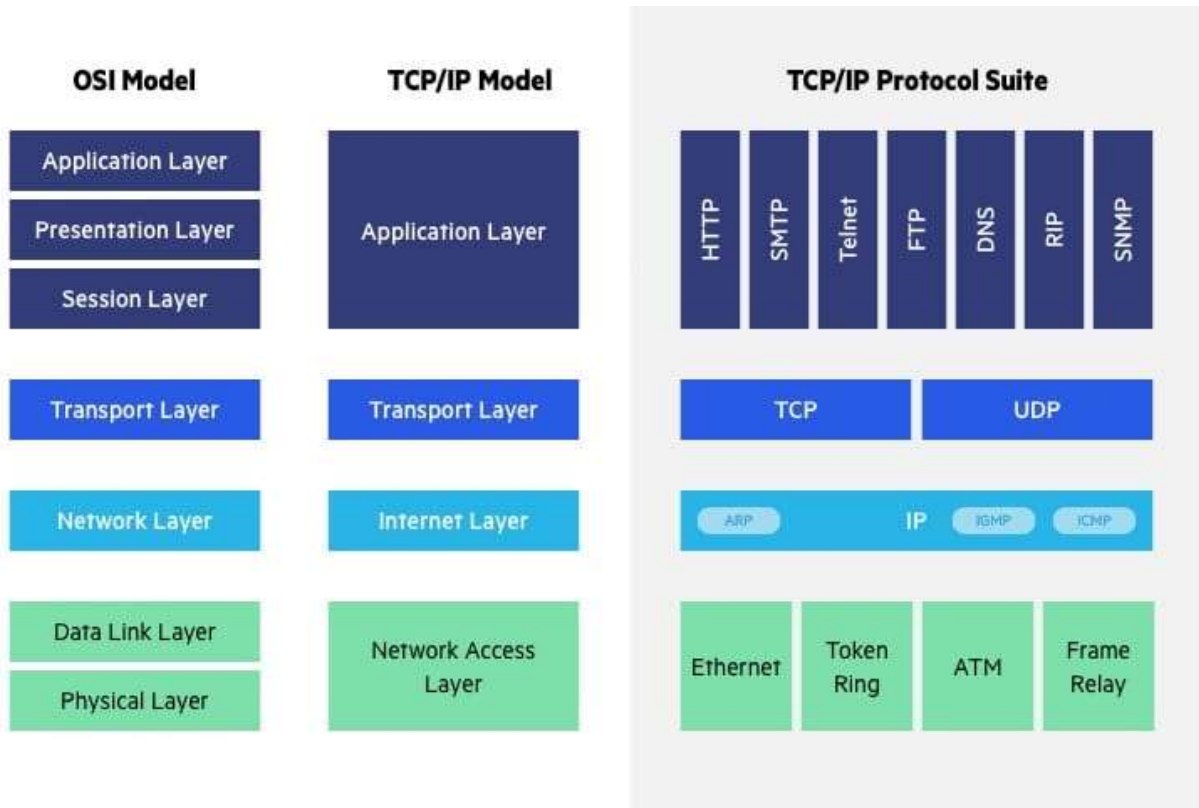 OSI Model
Application Layer
Presentation Layer
Session Layer
Transport Layer
Network Layer
Data Link Layer
Physical Layer
TCP/IP Model
Application Layer
Transport Layer
Internet Layer
Network Access
Layer
TCP/IP Protocol Suite
HTTP
SMTP
Telnet
FTP
DNS
RIP
SNMP
TCP
UDP
ARP
IP
IGMP
ICMP
Ethernet
Token
Ring
ATM
Frame
Relay